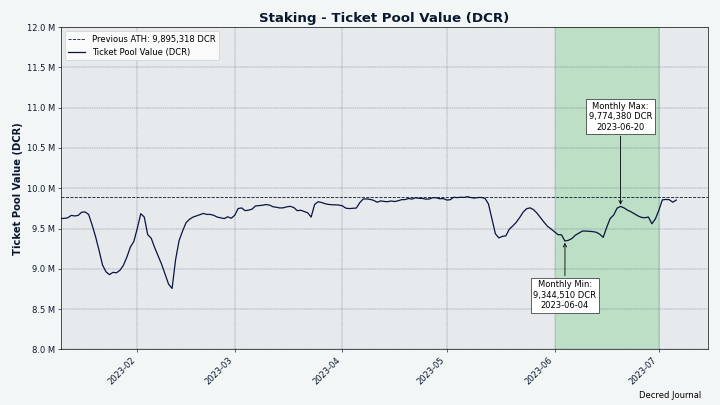 Staking - Ticket Pool Value (DCR)
Ticket Pool Value (DCR)
12.0 M
11.5 M
11.0 M
10.5 M
10.0 M
9.5 M
9.0 M
8.5 M
8.0 M
Previous ATH: 9,895,318 DCR
Ticket Pool Value (DCR)
Monthly Max:
9,774,380 DCR
2023-06-20
Monthly Min:
9,344,510 DCR
2023-06-04
2023-02
2023-03
2023-04
2023-05
2023-06
2023-07
Decred Journal